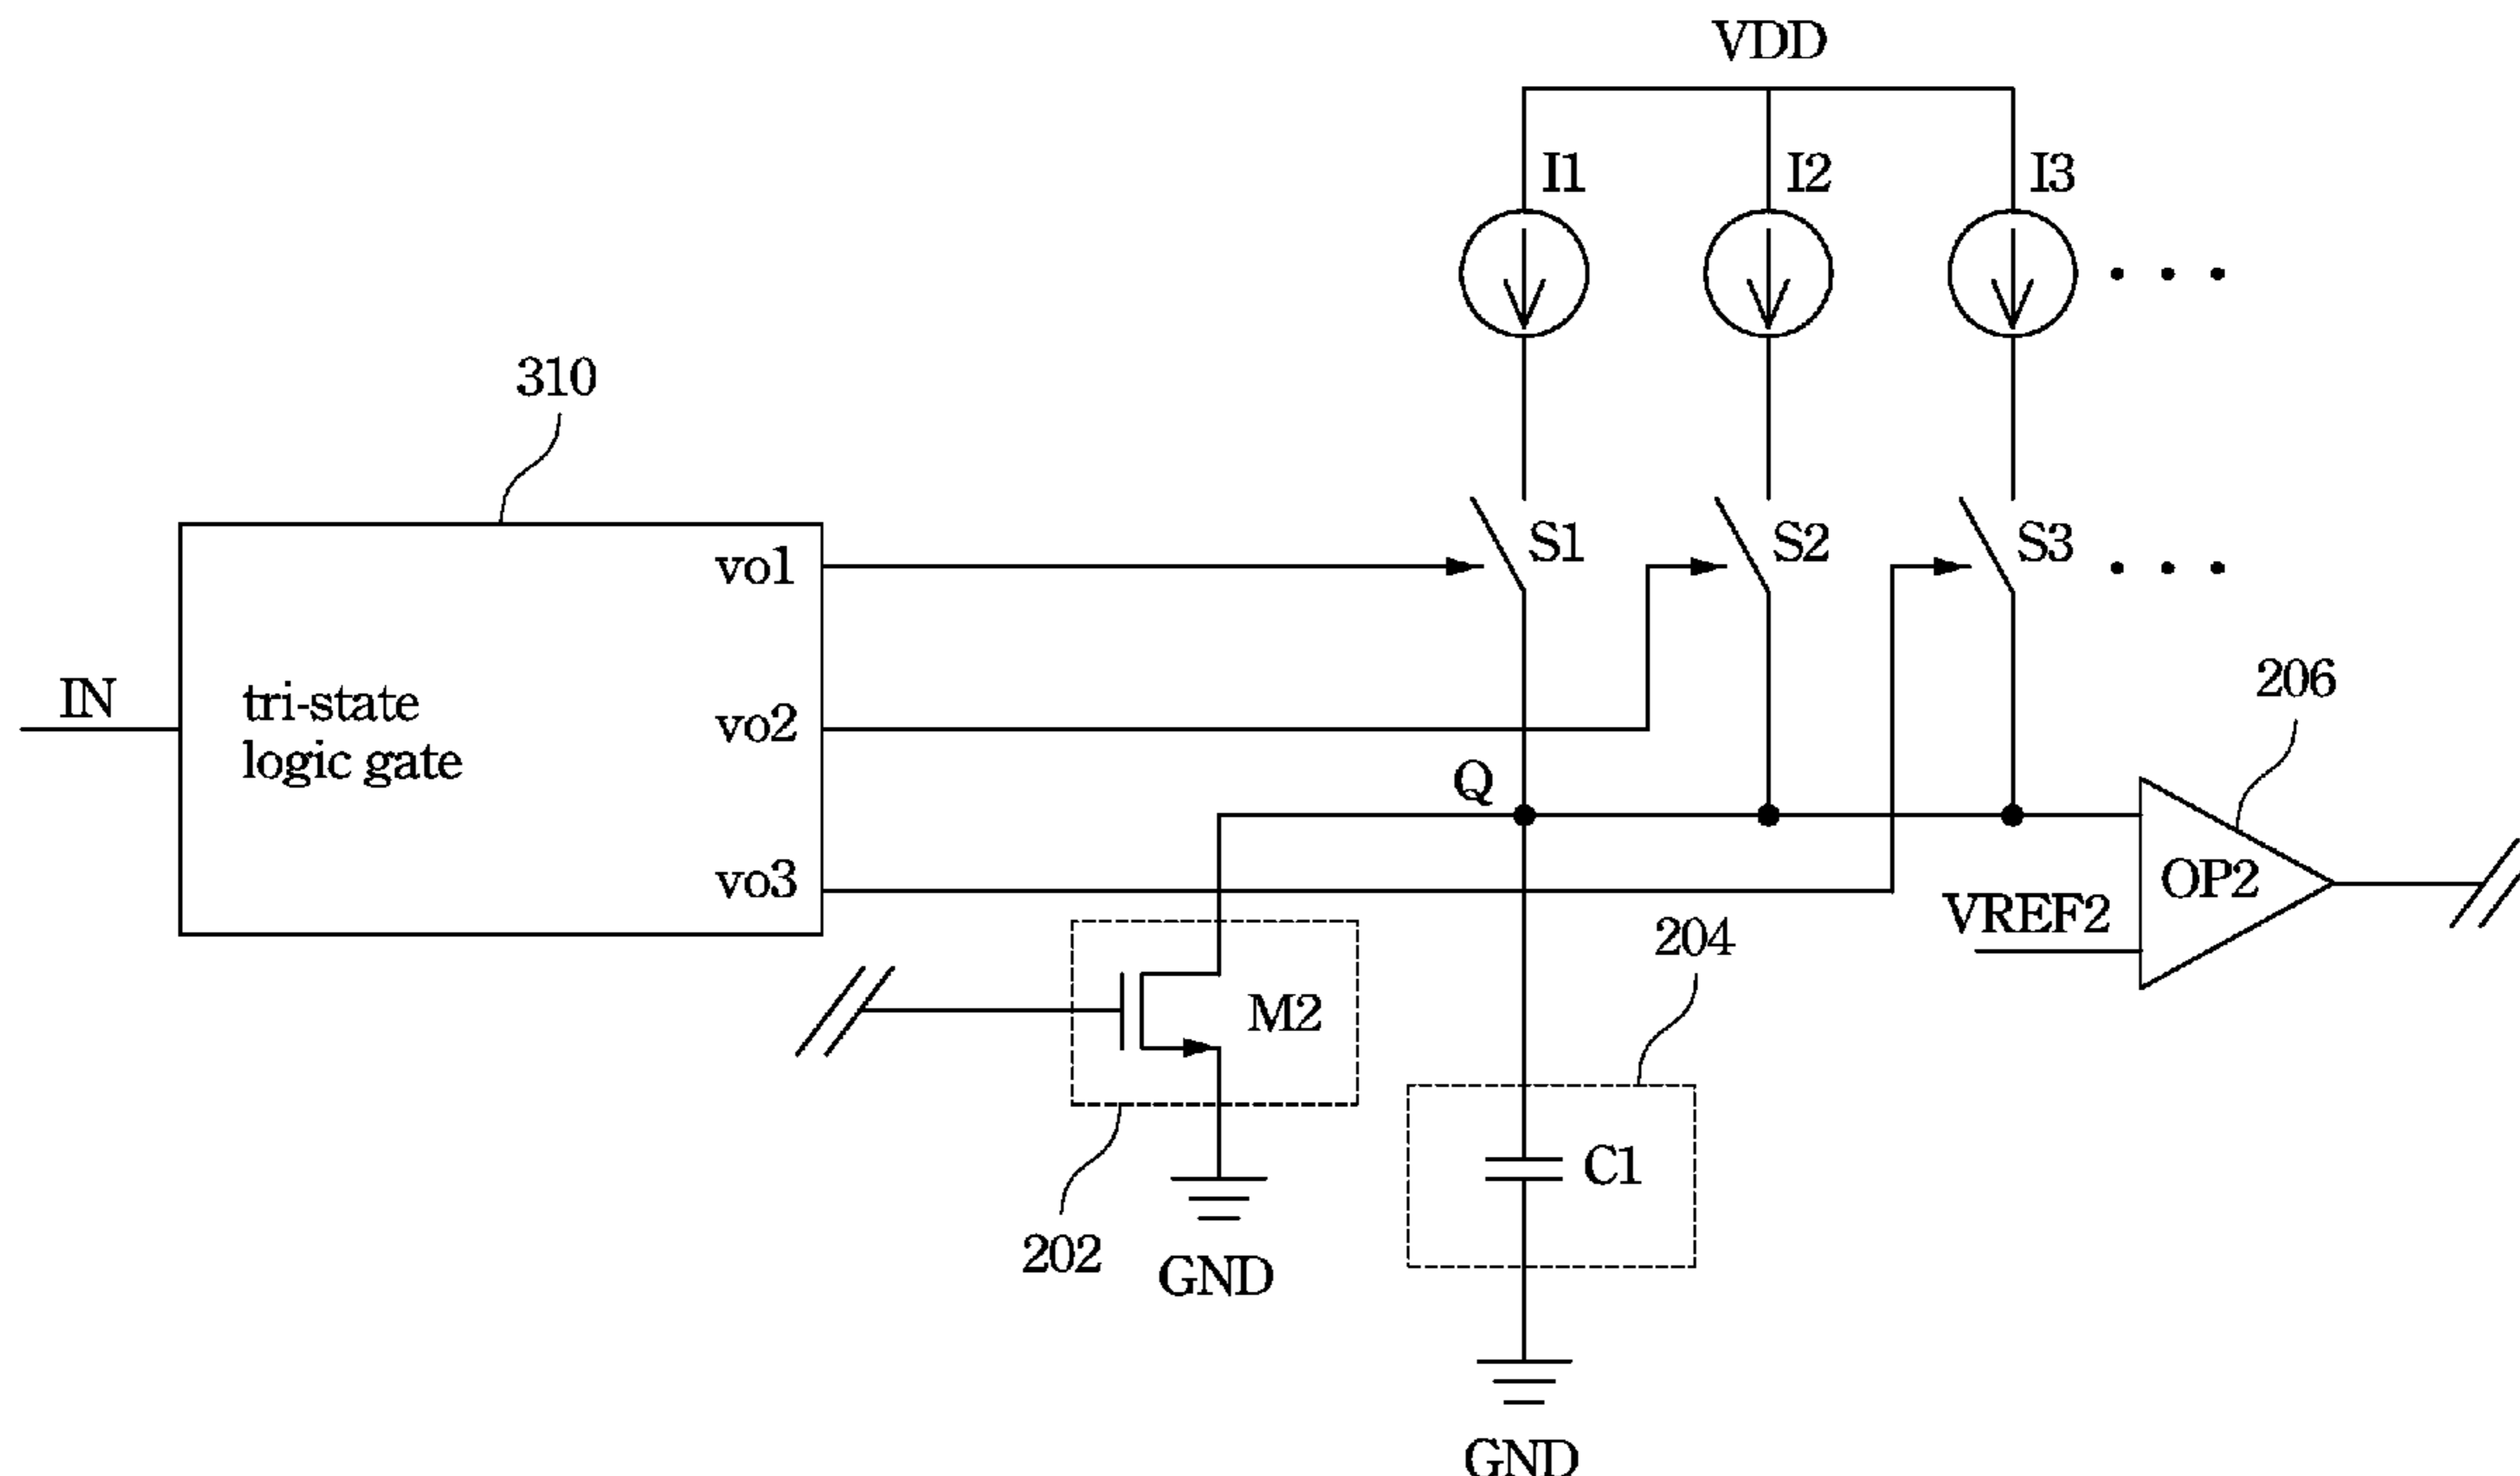 VDD
I1
I2
I3
310
vo1
S1
S2
S3
IN
tri-state
logic gate
vo2
206
Q
vo3
OP2
VREF2
204
M2
C1
202
GND
GND